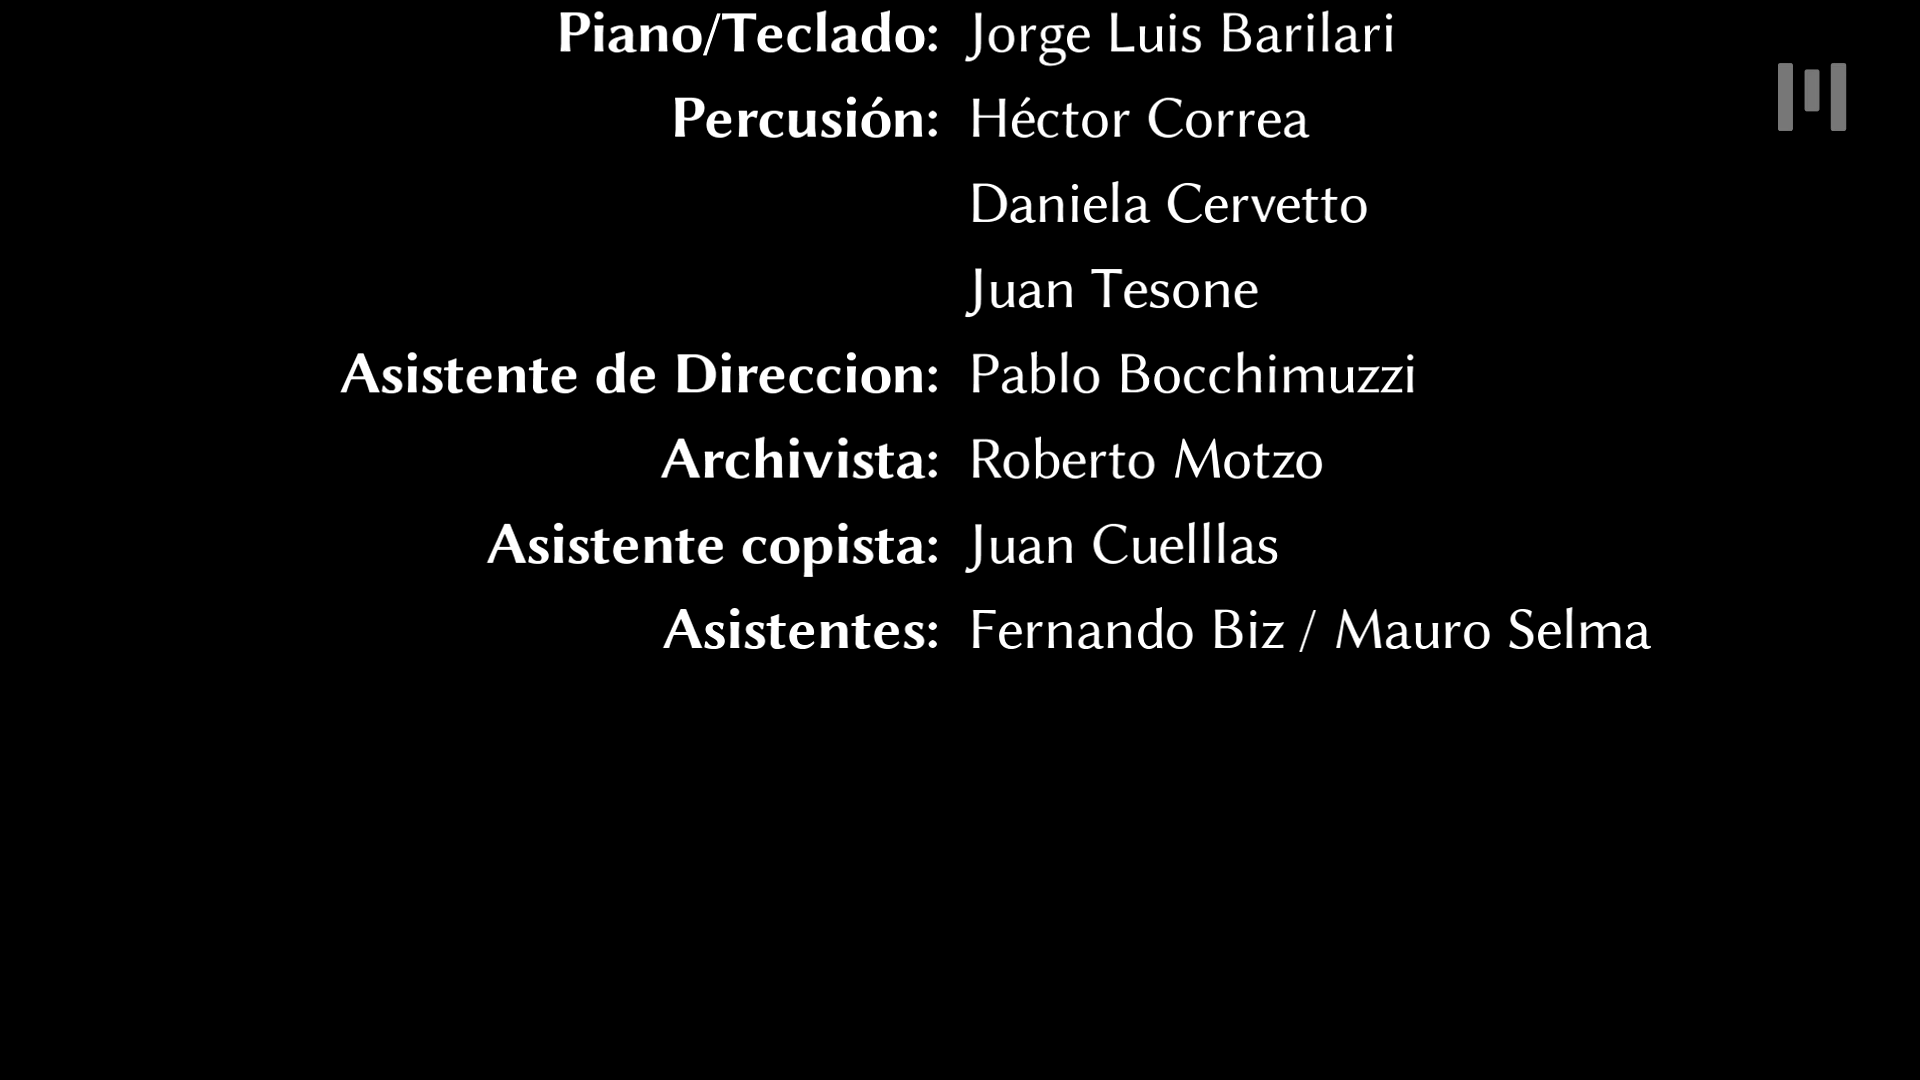 Piano/Teclado: Jorge Luis Barilari
Percusión: Héctor Correa
Daniela Cervetto
Juan Tesone
Asistente de Direccion: Pablo Bocchimuzzi
Archivista: Roberto Motzo
Asistente copista: Juan Cuelllas
Asistentes: Fernando Biz / Mauro Selma